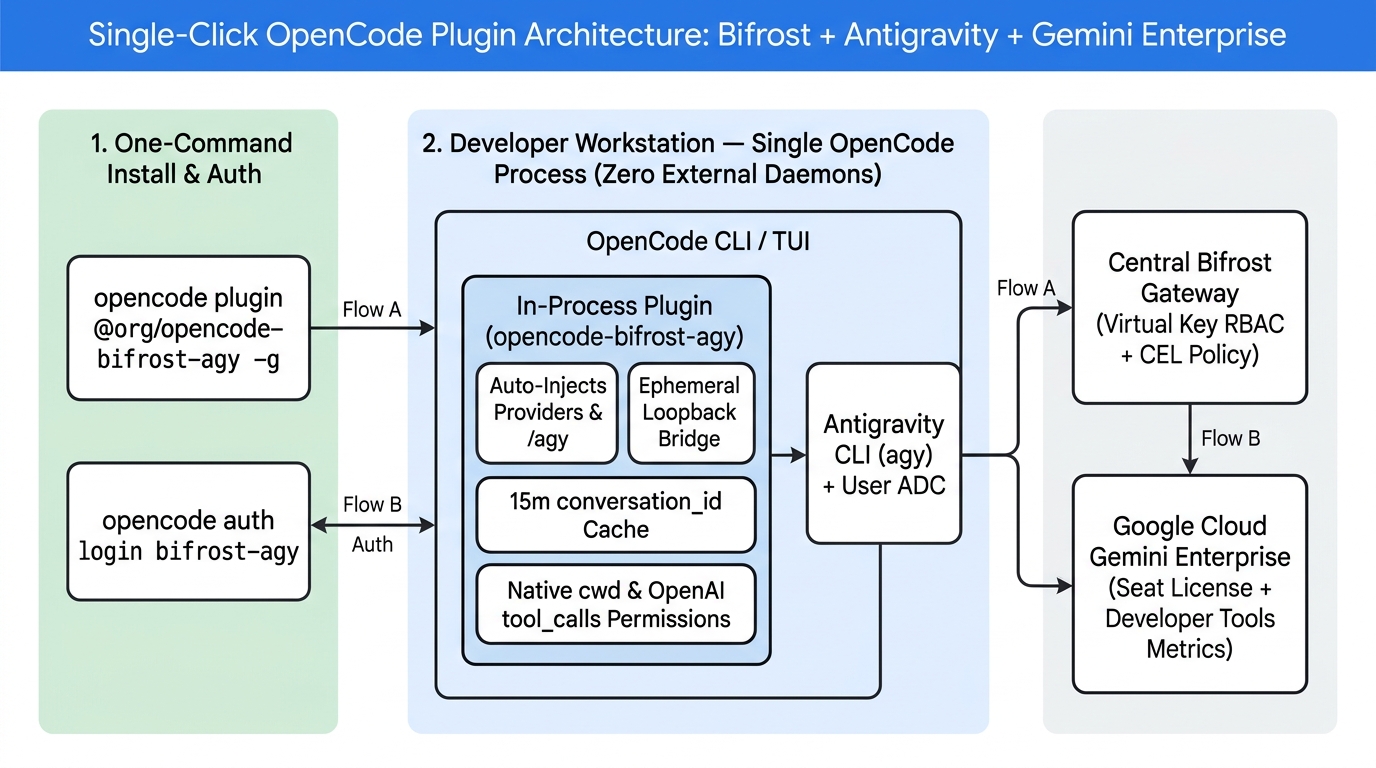 Single-Click OpenCode Plugin Architecture: Bifrost + Antigravity + Gemini Enterprise
1. One-Command
Install & Auth
opencode plugin
@org/opencode-
bifrost-agy -g
Flow A
opencode auth
login bifrost-agy
Flow B
Auth
2. Developer Workstation — Single OpenCode
Process (Zero External Daemons)
OpenCode CLI / TUI
In-Process Plugin
(opencode-bifrost-agy)
Auto-Injects
Providers &
/agy
Ephemeral
Loopback
Bridge
15m conversation_id
Cache
Native cwd & OpenAI
tool_calls Permissions
Antigravity
CLI (agy)
+ User ADC
Flow A
Central Bifrost
Gateway
(Virtual Key RBAC
+ CEL Policy)
Flow B
Google Cloud
Gemini Enterprise
(Seat License +
Developer Tools
Metrics)